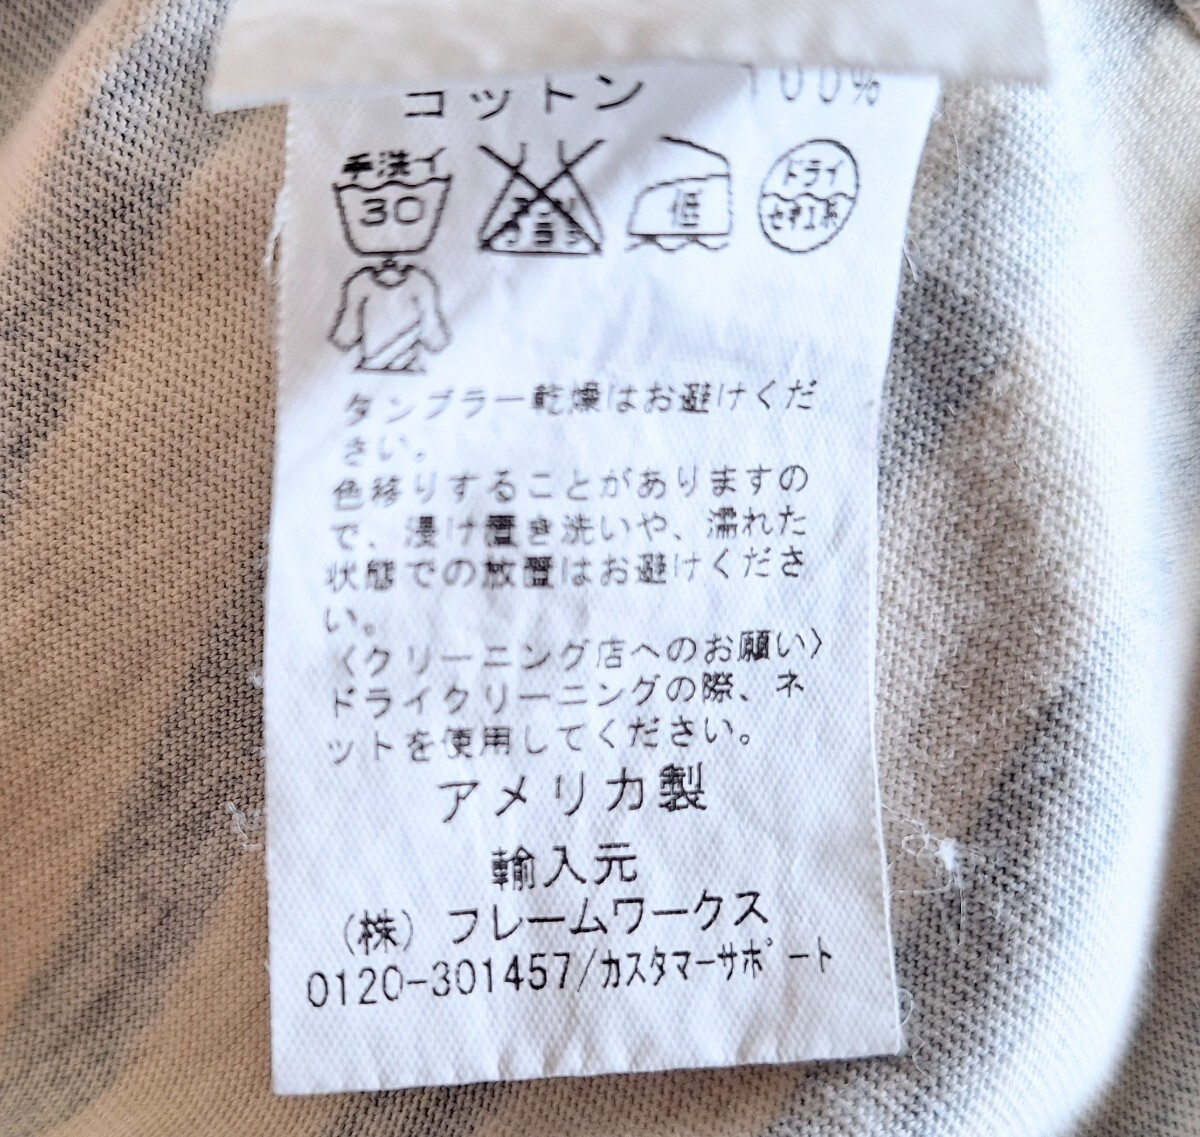 コットン 100%
手洗イ
30
低
ドライ
セキユ系
タンブラー乾燥はお避けくだ
さい。
色移りすることがありますの
で、浸け置き洗いや、濡れた
状態での放置はお避けくださ
い。
〈クリーニング店へのお願い〉
ドライクリーニングの際、ネ
ットを使用してください。
アメリカ製
輸入元
(株) フレームワークス
0120-301457/カスタマーサポート